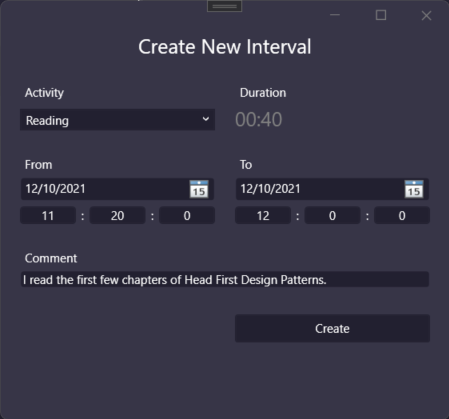 Create New Interval
Activity Duration
Reading 00:40
From To
12/10/2021 15 12/10/2021 15
11 : 20 : 0 12 : 0 : 0
Comment
I read the first few chapters of Head First Design Patterns.
Create